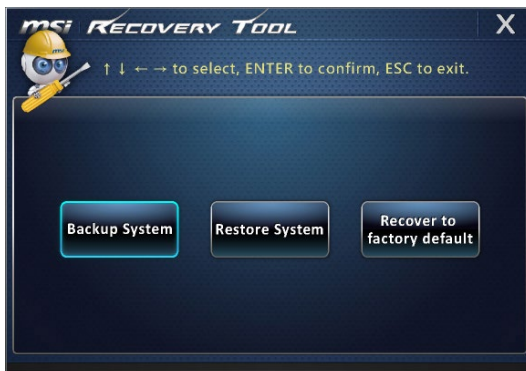 msi RECOVERY TOOL X
↑ ↓ ← → to select, ENTER to confirm, ESC to exit.
Backup System
Restore System
Recover to
factory default